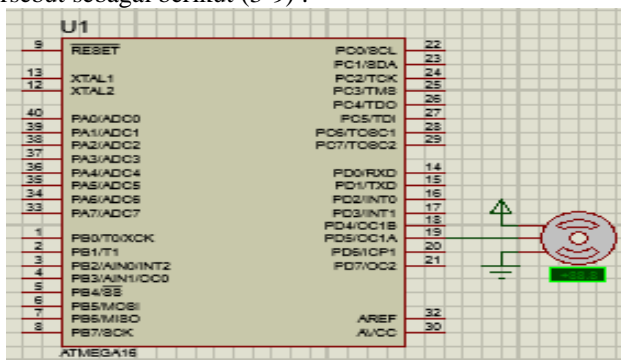 rsebut sebagai berikut (3-9) :
U1
9 RESET PC0/SCL 22
PC1/SDA 23
13 XTAL1 PC2/TCK 24
12 XTAL2 PC3/TMS 25
PC4/TDO 26
40 PA0/ADC0 PC5/TDI 27
39 PA1/ADC1 PC6/TOSC1 28
38 PA2/ADC2 PC7/TOSC2 29
37 PA3/ADC3
36 PA4/ADC4 PD0/RXD 14
35 PA5/ADC5 PD1/TXD 15
34 PA6/ADC6 PD2/INT0 16
33 PA7/ADC7 PD3/INT1 17
PD4/OC1B 18
1 PB0/T0/XCK PD5/OC1A 19
2 PB1/T1 PD6/ICP1 20
3 PB2/AIN0/INT2 PD7/OC2 21
4 PB3/AIN1/OC0
5 PB4/SS
6 PB5/MOSI
7 PB6/MISO AREF 32
8 PB7/SCK AVCC 30
ATMEGA16